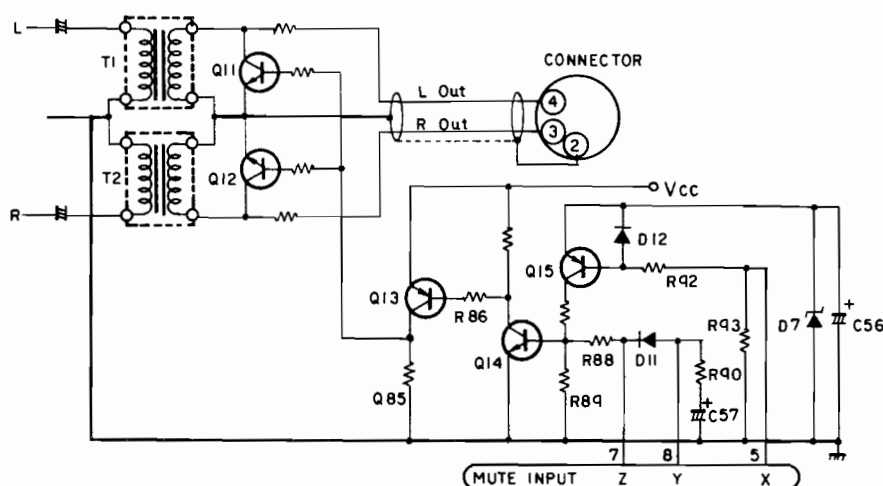 L
T1
Q11
CONNECTOR
L Out
4
R Out
3
2
T2
Q12
R
Vcc
D12
Q15
R92
Q13
R86
R93
D7
+
C56
Q14
R88
D11
R90
Q85
R89
+
C57
7
8
5
MUTE INPUT
Z
Y
X